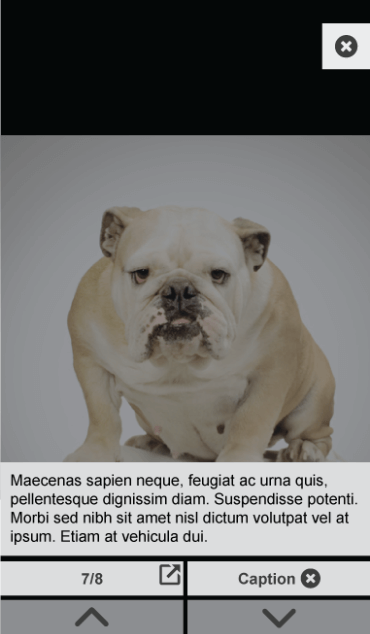 Maecenas sapien neque, feugiat ac urna quis,
pellentesque dignissim diam. Suspendisse potenti.
Morbi sed nibh sit amet nisl dictum volutpat vel at
ipsum. Etiam at vehicula dui.
7/8
Caption